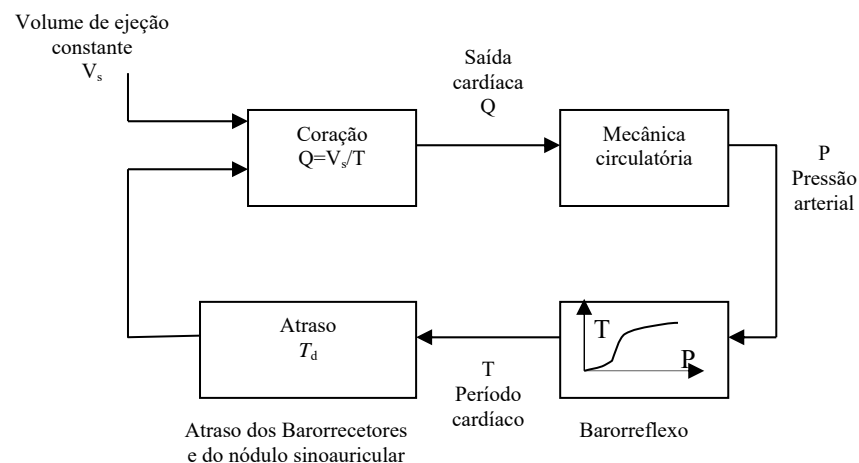 Volume de ejeção
constante
Vs
Saída
cardíaca
Q
Coração
Q=Vs/T
Mecânica
circulatória
P
Pressão
arterial
Atraso
Td
T
Período
cardíaco
T
P
Atraso dos Barorrecetores
e do nódulo sinoauricular
Barorreflexo